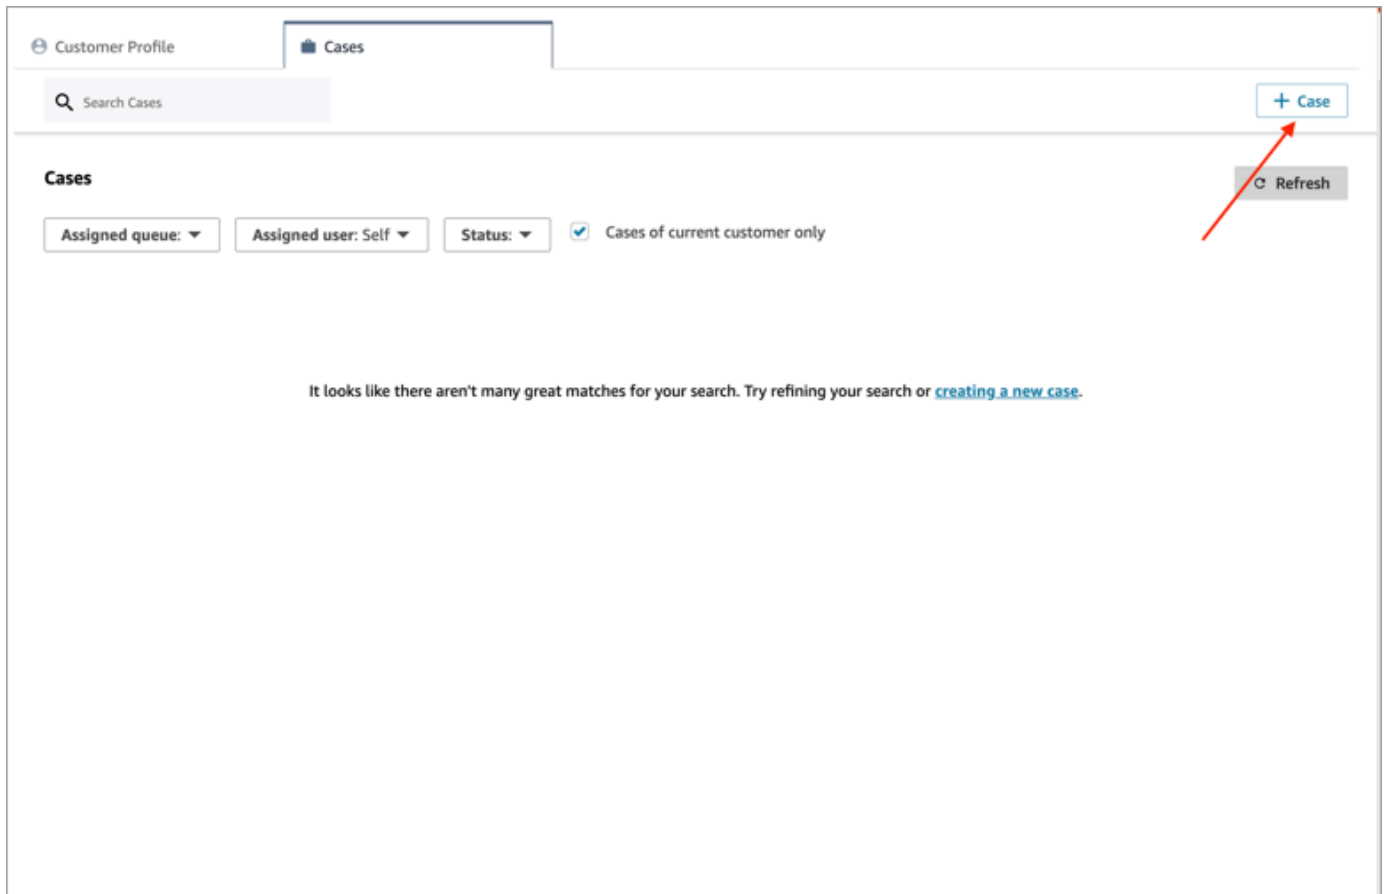 Customer Profile
Cases
Search Cases
+ Case
Cases
Refresh
Assigned queue:
Assigned user: Self
Status:
Cases of current customer only
It looks like there aren't many great matches for your search. Try refining your search or creating a new case.